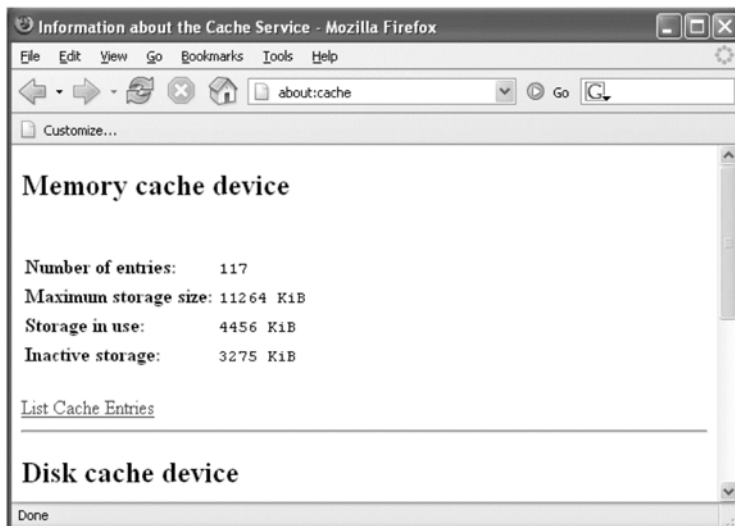 Information about the Cache Service - Mozilla Firefox
File Edit View Go Bookmarks Tools Help
about:cache Go G
Customize...
Memory cache device
Number of entries: 117
Maximum storage size: 11264 KiB
Storage in use: 4456 KiB
Inactive storage: 3275 KiB
List Cache Entries
Disk cache device
Done